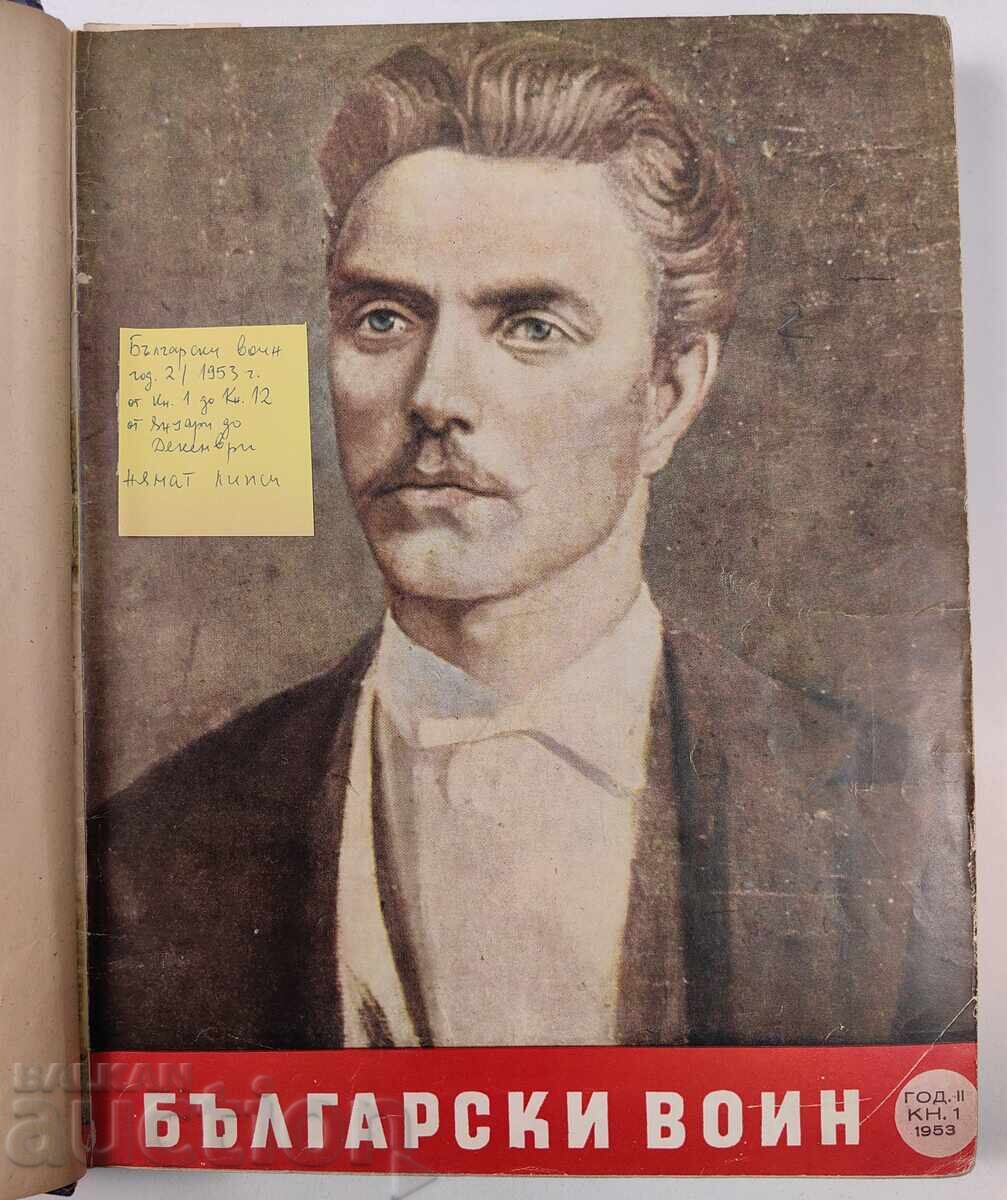 Български воин
год. 2 / 1953 г.
от Кн. 1 до Кн. 12
от Януари до
Декември
нямат липси
2
БЪЛГАРСКИ ВОИН
ГОД. II
КН. 1
1953
BALKAN
auction